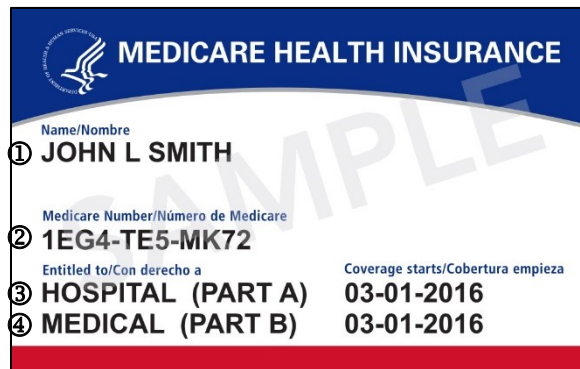 MEDICARE HEALTH INSURANCE
SAMPLE
Name/Nombre
① JOHN L SMITH
Medicare Number/Número de Medicare
② 1EG4-TE5-MK72
Entitled to/Con derecho a Coverage starts/Cobertura empieza
③ HOSPITAL (PART A) 03-01-2016
④ MEDICAL (PART B) 03-01-2016